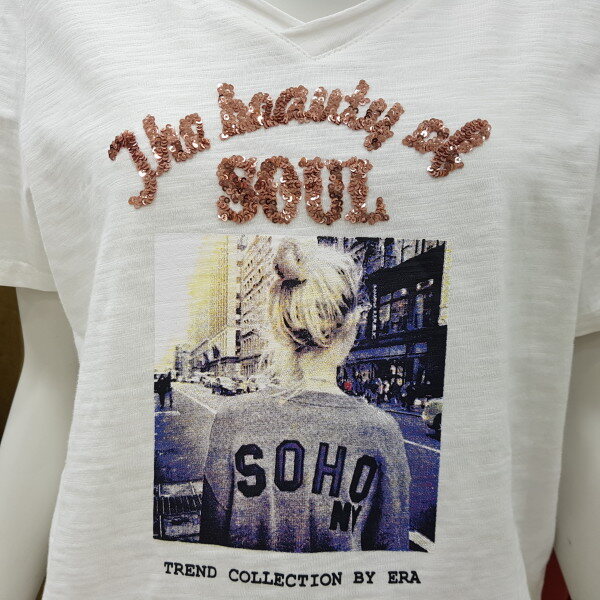 The beauty of
SOUL
SOHO
NY
TREND COLLECTION BY ERA